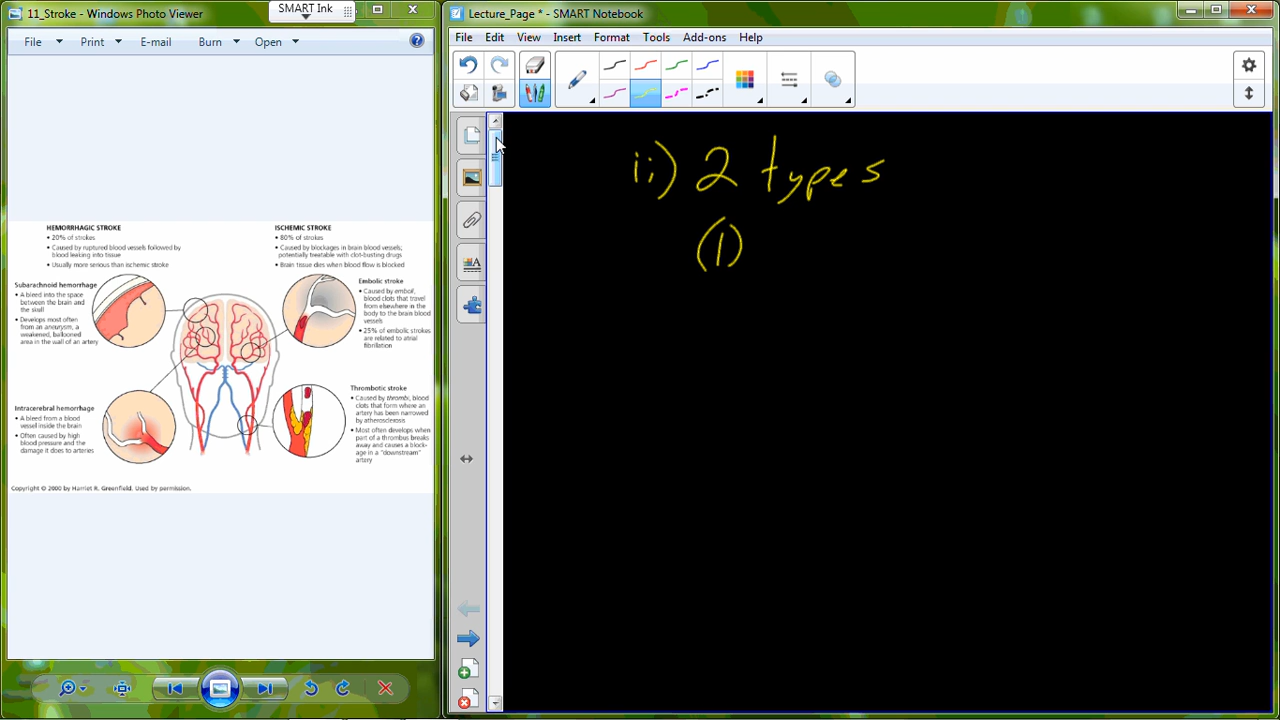 11_Stroke - Windows Photo Viewer
SMART Ink
File Print E-mail Burn Open
HEMORRHAGIC STROKE
• 20% of strokes
• Caused by ruptured blood vessels followed by
blood leaking into tissue
• Usually more serious than ischemic stroke
ISCHEMIC STROKE
• 80% of strokes
• Caused by blockages in brain blood vessels;
potentially treatable with clot-busting drugs
• Brain tissue dies when blood flow is blocked
Subarachnoid hemorrhage
• A bleed into the space
between the brain and
the skull
• Develops most often
from an aneurysm, a
weakened, ballooned
area in the wall of an artery
Embolic stroke
• Caused by emboli,
blood clots that travel
from elsewhere in the
body to the brain blood
vessels
• 25% of embolic strokes
are related to atrial
fibrillation
Intracerebral hemorrhage
• A bleed from a blood
vessel inside the brain
• Often caused by high
blood pressure and the
damage it does to arteries
Thrombotic stroke
• Caused by thrombi, blood
clots that form where an
artery has been narrowed
by atherosclerosis
• Most often develops when
part of a thrombus breaks
away and causes a block-
age in a "downstream"
artery
Copyright © 2000 by Harriet R. Greenfield. Used by permission.
Lecture_Page * - SMART Notebook
File Edit View Insert Format Tools Add-ons Help
ii) 2 types
(1)